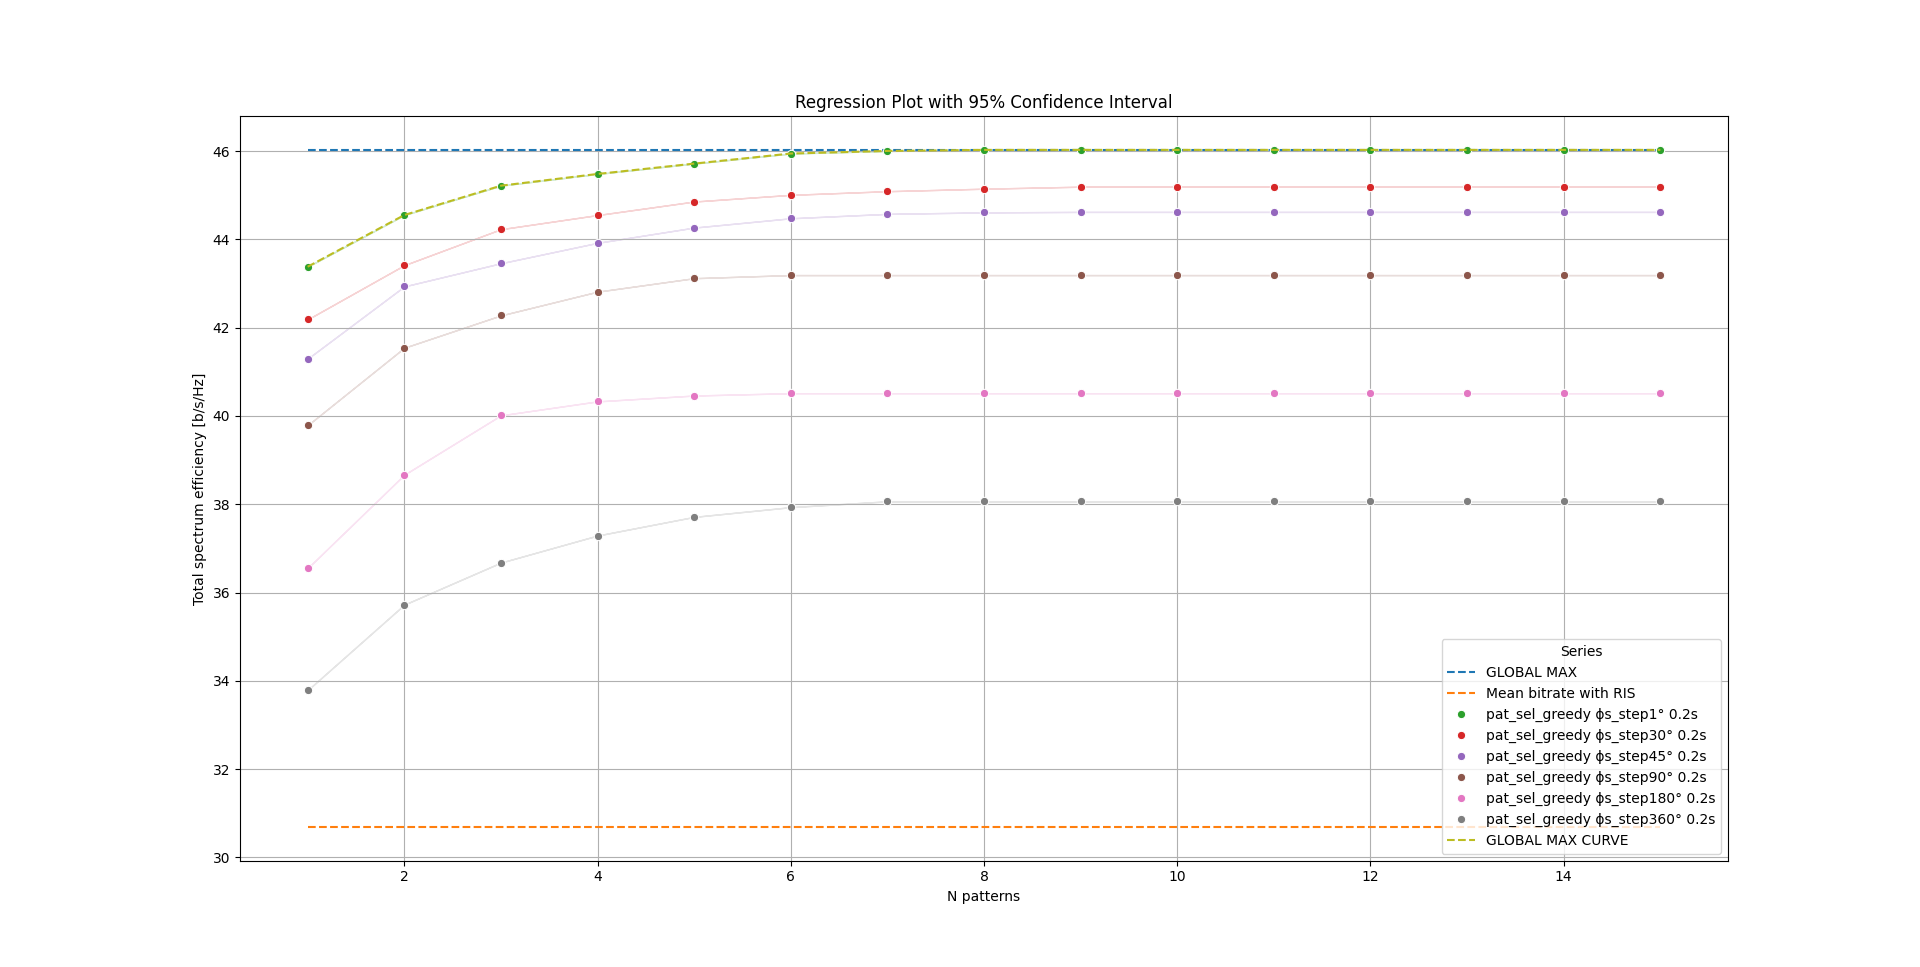 Regression Plot with 95% Confidence Interval
Total spectrum efficiency [b/s/Hz]
46
44
42
40
38
36
34
32
30
2
4
6
8
10
12
14
N patterns
Series
GLOBAL MAX
Mean bitrate with RIS
pat_sel_greedy ϕs_step1° 0.2s
pat_sel_greedy ϕs_step30° 0.2s
pat_sel_greedy ϕs_step45° 0.2s
pat_sel_greedy ϕs_step90° 0.2s
pat_sel_greedy ϕs_step180° 0.2s
pat_sel_greedy ϕs_step360° 0.2s
GLOBAL MAX CURVE